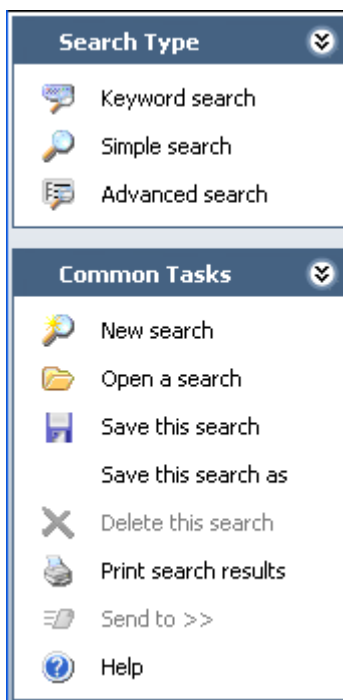 Search Type
Keyword search
Simple search
Advanced search
Common Tasks
New search
Open a search
Save this search
Save this search as
Delete this search
Print search results
Send to >>
Help